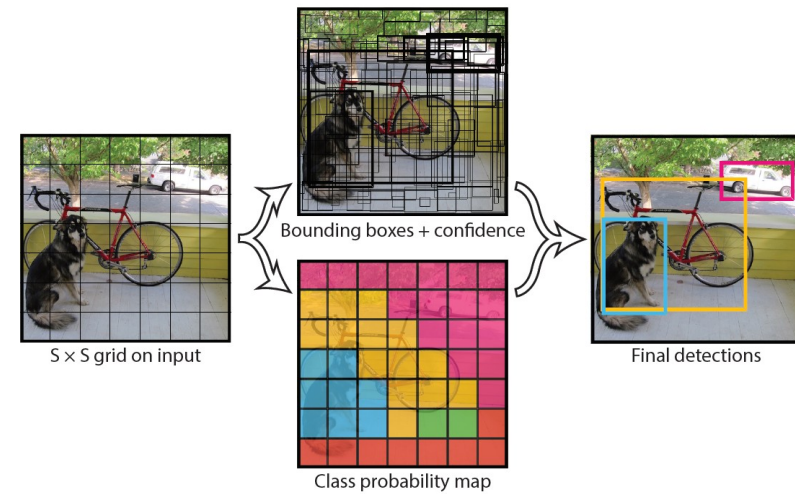 S × S grid on input
Bounding boxes + confidence
Class probability map
Final detections